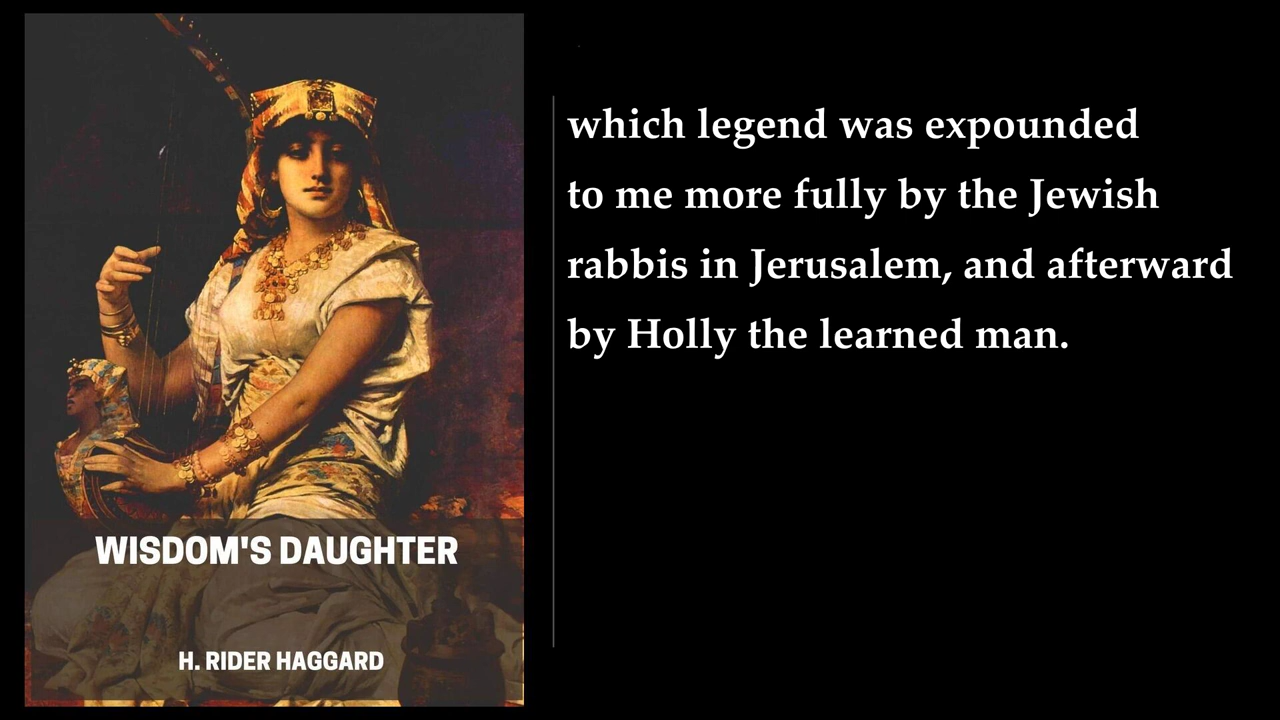 WISDOM'S DAUGHTER
H. RIDER HAGGARD
which legend was expounded
to me more fully by the Jewish
rabbis in Jerusalem, and afterward
by Holly the learned man.